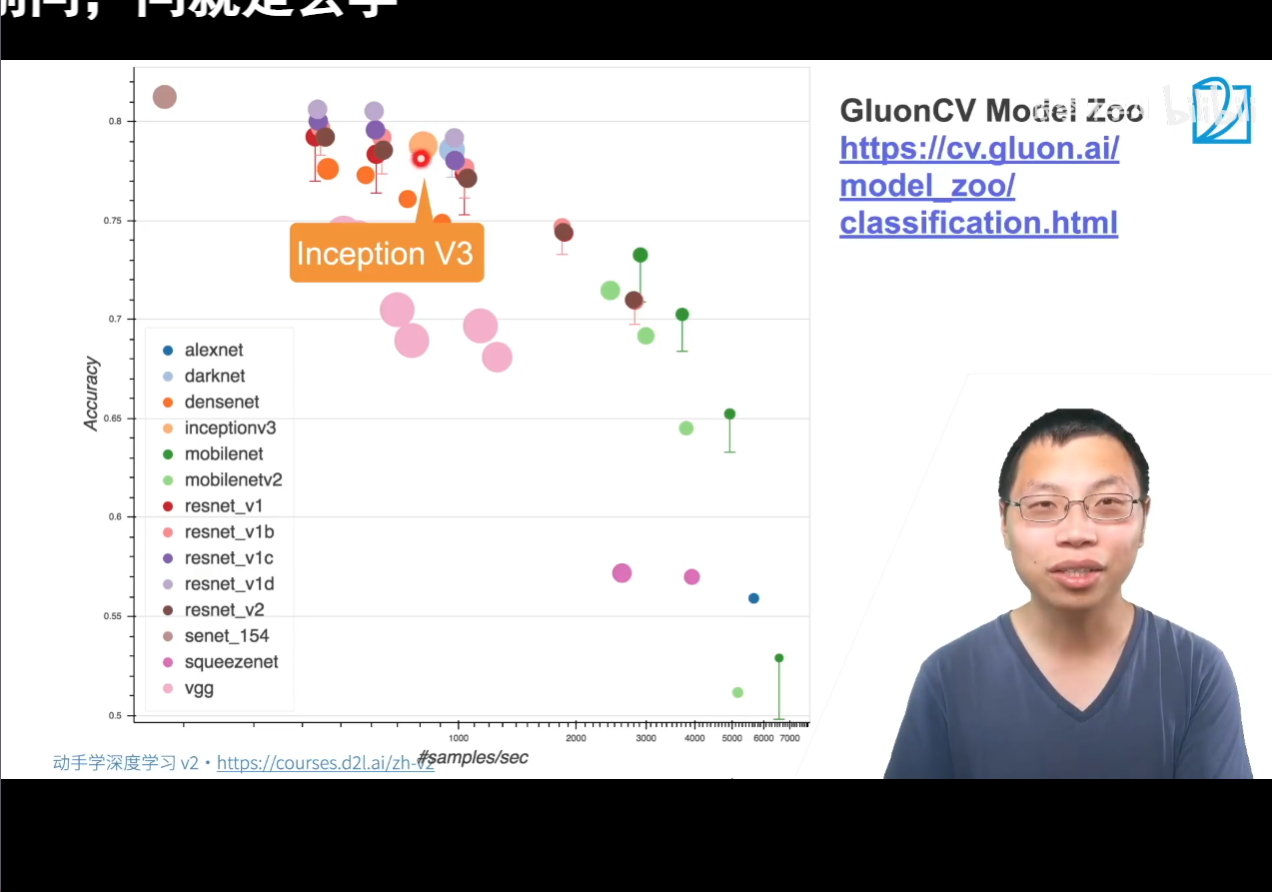 GluonCV Model Zoo
https://cv.gluon.ai/
model_zoo/
classification.html
0.8
0.75
0.7
0.65
0.6
0.55
0.5
Accuracy
Inception V3
alexnet
darknet
densenet
inceptionv3
mobilenet
mobilenetv2
resnet_v1
resnet_v1b
resnet_v1c
resnet_v1d
resnet_v2
senet_154
squeezenet
vgg
1000 2000 3000 4000 5000 6000 7000
#samples/sec
动手学深度学习 v2 • https://courses.d2l.ai/zh-v2